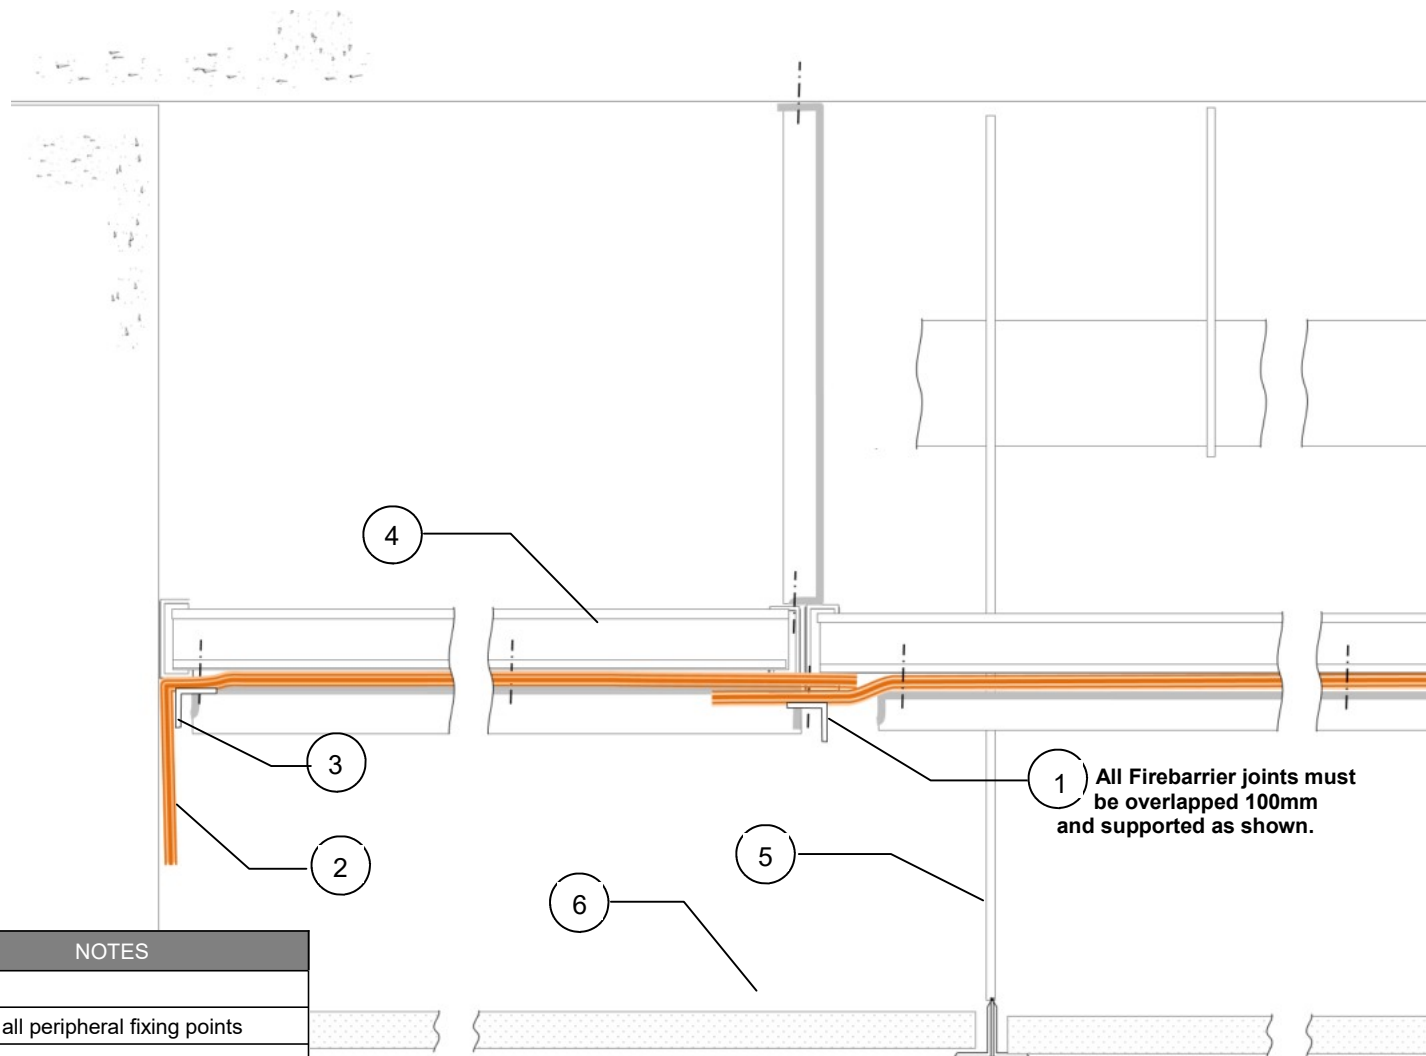 4
3
1
All Firebarrier joints must
be overlapped 100mm
and supported as shown.
2
5
6
NOTES
all peripheral fixing points